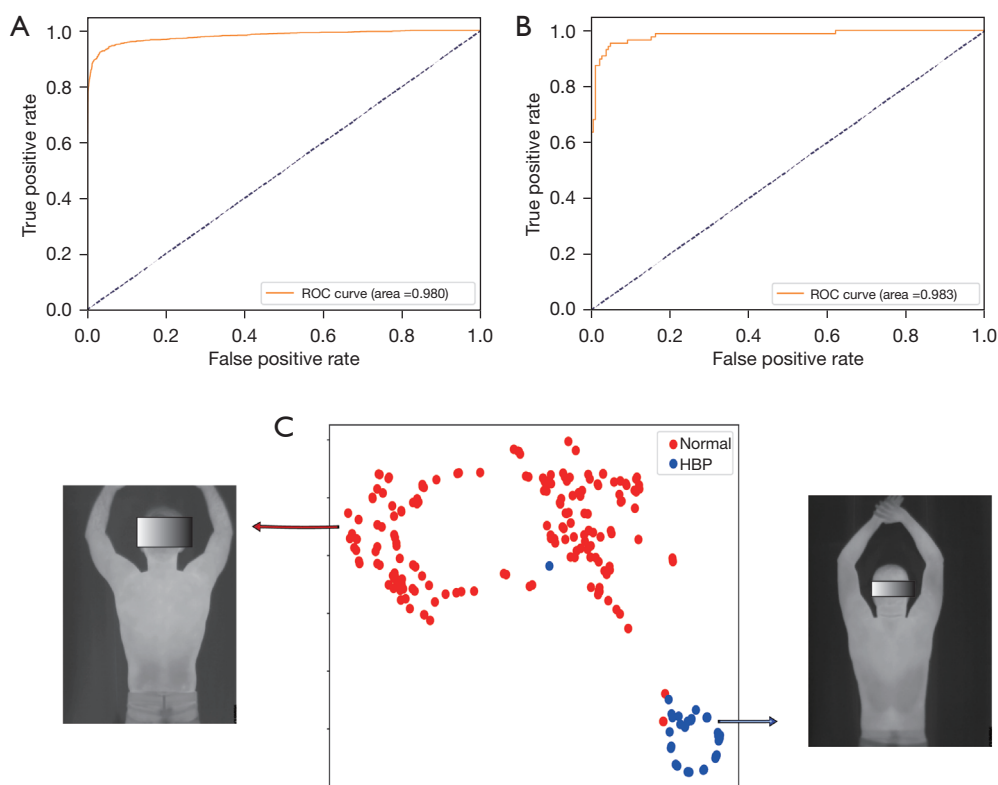 A
1.0
0.8
0.6
0.4
0.2
0.0
True positive rate
0.0 0.2 0.4 0.6 0.8 1.0
False positive rate
ROC curve (area =0.980)
B
1.0
0.8
0.6
0.4
0.2
0.0
True positive rate
0.0 0.2 0.4 0.6 0.8 1.0
False positive rate
ROC curve (area =0.983)
C
Normal
HBP